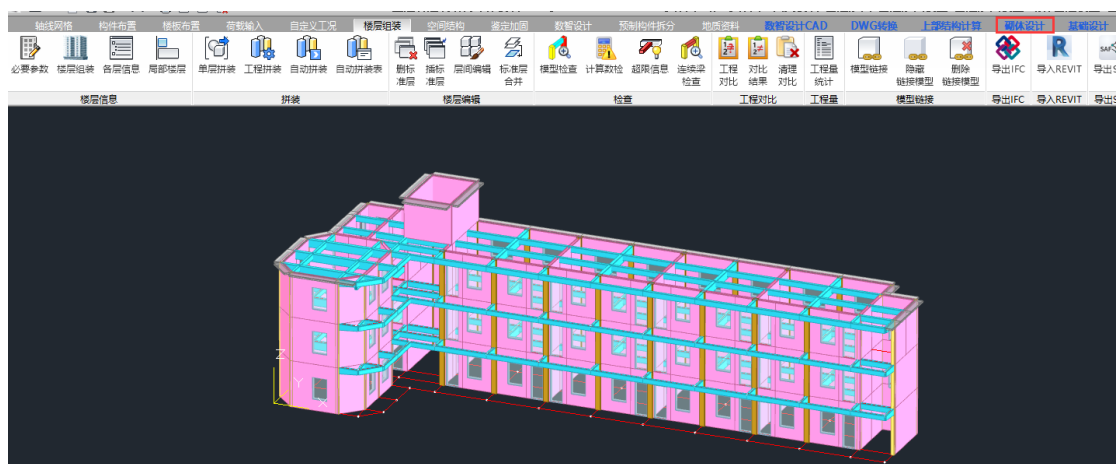 轴线网格 构件布置 楼板布置 荷载输入 自定义工况 楼层组装 空间结构 鉴定加固 数智设计 预制构件拆分 地质资料 数智设计CAD DWG转换 上部结构计算 砌体设计 基础设计
必要参数 楼层组装 各层信息 局部楼层 单层拼装 工程拼装 自动拼装 自动拼装表 删标准层 插标准层 层间编辑 标准层合并 模型检查 计算数检 超限信息 连续梁检查 工程对比 对比结果 清理对比 工程量统计 模型链接 隐藏链接模型 删除链接模型 导出IFC 导入REVIT
楼层信息 拼装 楼层编辑 检查 工程对比 工程量 模型链接 导出IFC 导入REVIT
Z
Y
X